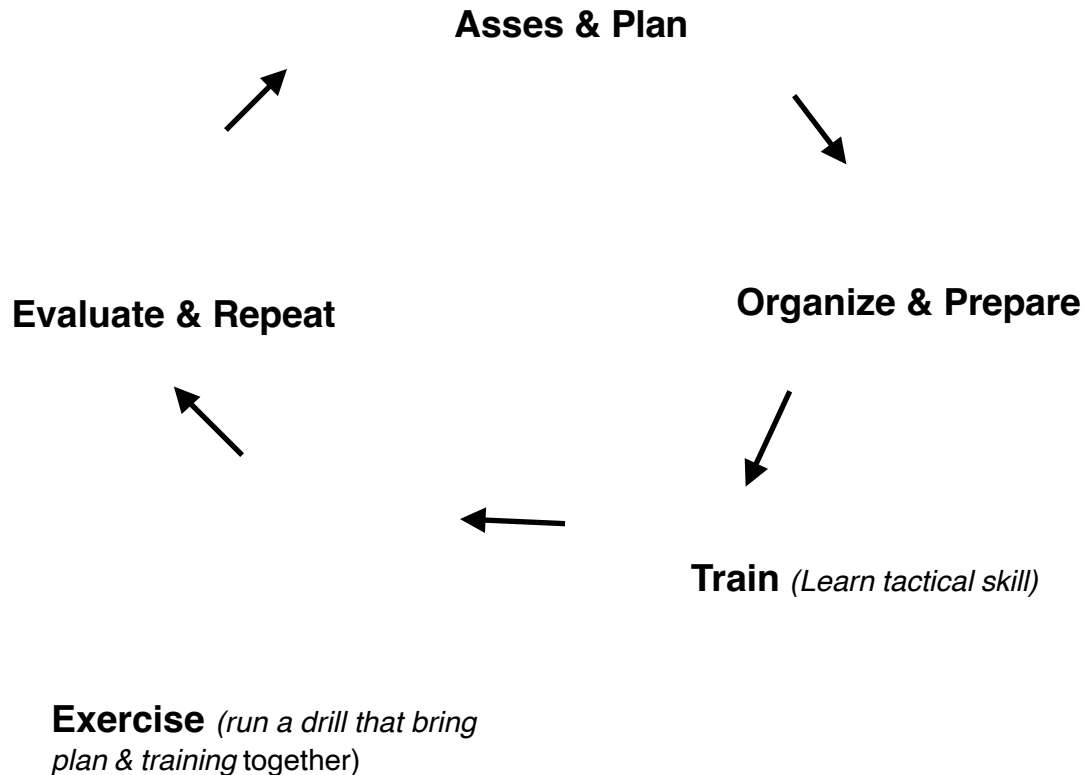 Asses & Plan
Evaluate & Repeat
Organize & Prepare
Train (Learn tactical skill)
Exercise (run a drill that bring
plan & training together)